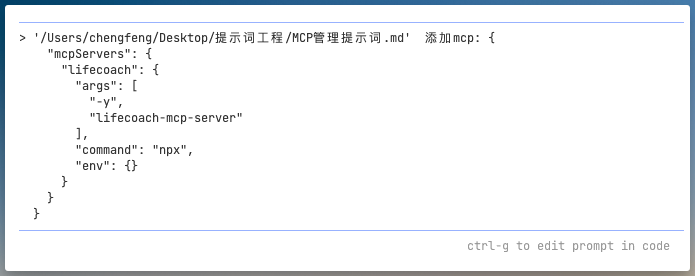 > '/Users/chengfeng/Desktop/提示词工程/MCP管理提示词.md'  添加mcp: {
    "mcpServers": {
      "lifecoach": {
        "args": [
          "-y",
          "lifecoach-mcp-server"
        ],
        "command": "npx",
        "env": {}
      }
    }
  }
ctrl-g to edit prompt in code